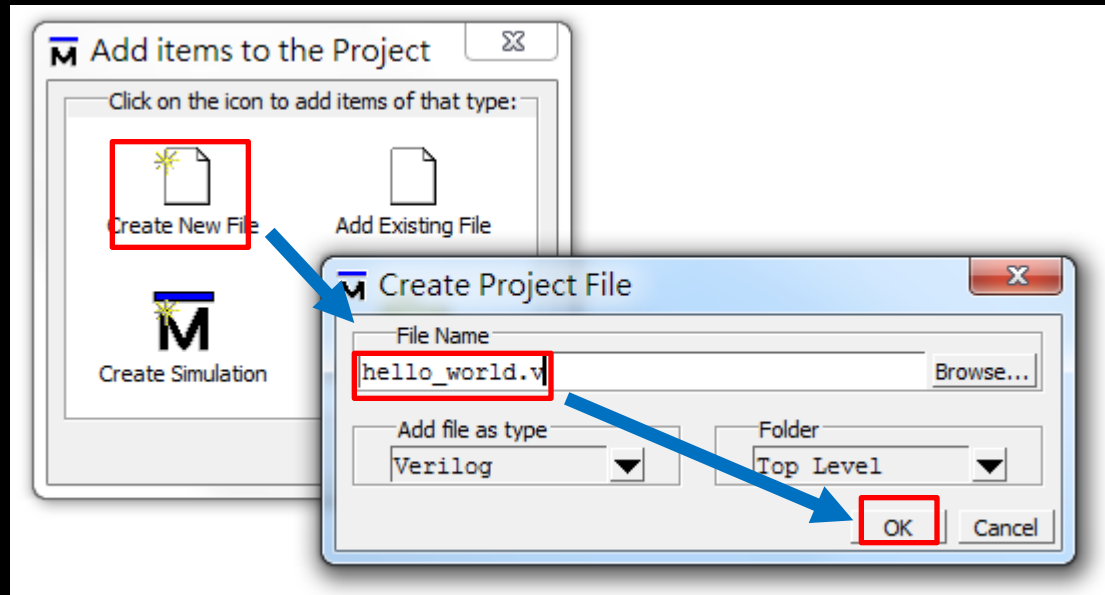 Add items to the Project
Click on the icon to add items of that type:
Create New File
Add Existing File
Create Simulation
Create Project File
File Name
hello_world.v
Browse...
Add file as type
Verilog
Folder
Top Level
OK
Cancel